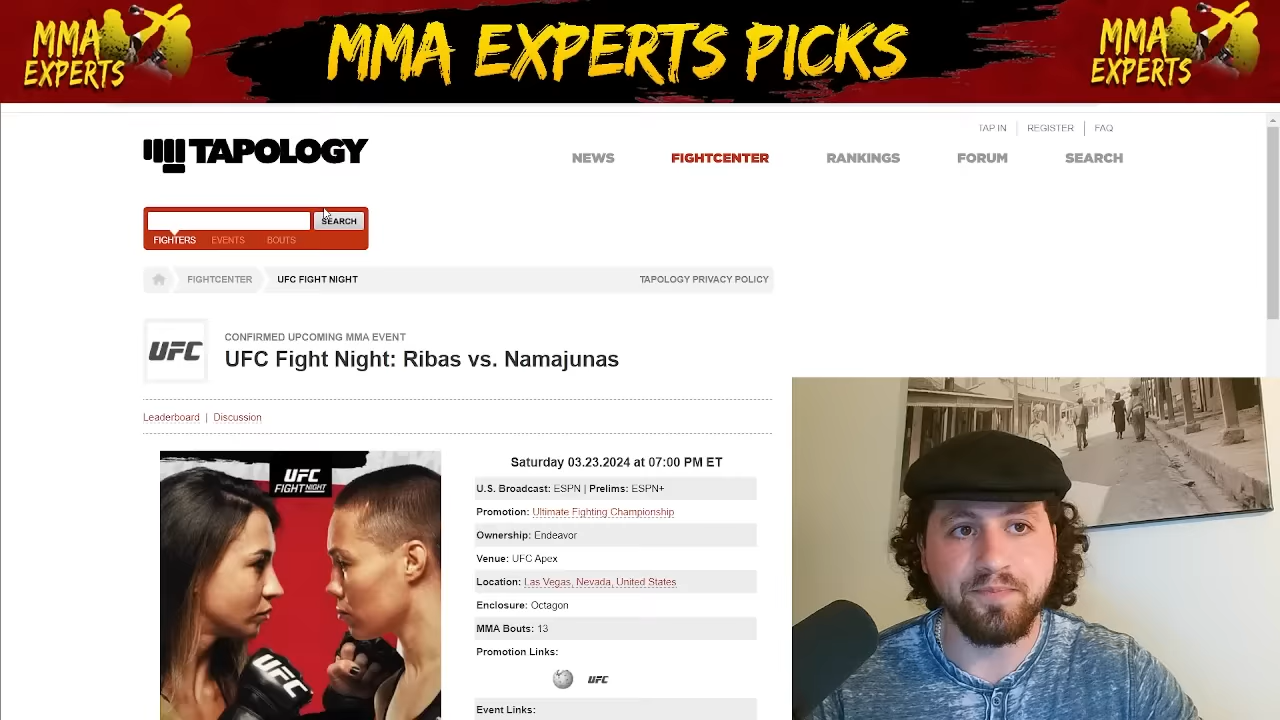 MMA
EXPERTS
MMA EXPERTS PICKS
MMA
EXPERTS
TAP IN
REGISTER
FAQ
TAPOLOGY
NEWS
FIGHTCENTER
RANKINGS
FORUM
SEARCH
SEARCH
FIGHTERS
EVENTS
BOUTS
FIGHTCENTER
UFC FIGHT NIGHT
TAPOLOGY PRIVACY POLICY
UFC
CONFIRMED UPCOMING MMA EVENT
UFC Fight Night: Ribas vs. Namajunas
Leaderboard | Discussion
UFC
FIGHT NIGHT
UFC
Saturday 03.23.2024 at 07:00 PM ET
U.S. Broadcast: ESPN | Prelims: ESPN+
Promotion: Ultimate Fighting Championship
Ownership: Endeavor
Venue: UFC Apex
Location: Las Vegas, Nevada, United States
Enclosure: Octagon
MMA Bouts: 13
Promotion Links:
UFC
Event Links: